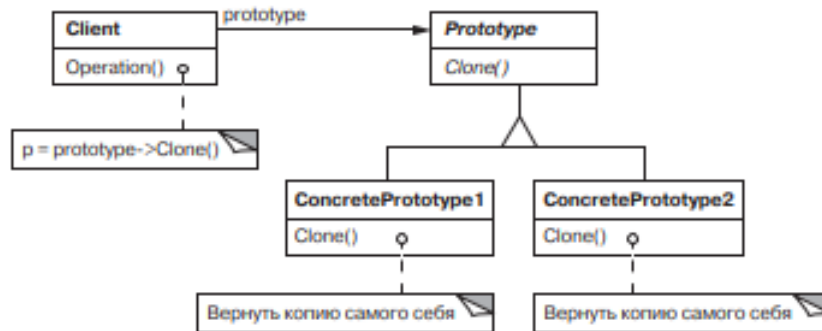 prototype
Client
Prototype
Operation()
Clone()
p = prototype->Clone()
ConcretePrototype1
ConcretePrototype2
Clone()
Clone()
Вернуть копию самого себя
Вернуть копию самого себя